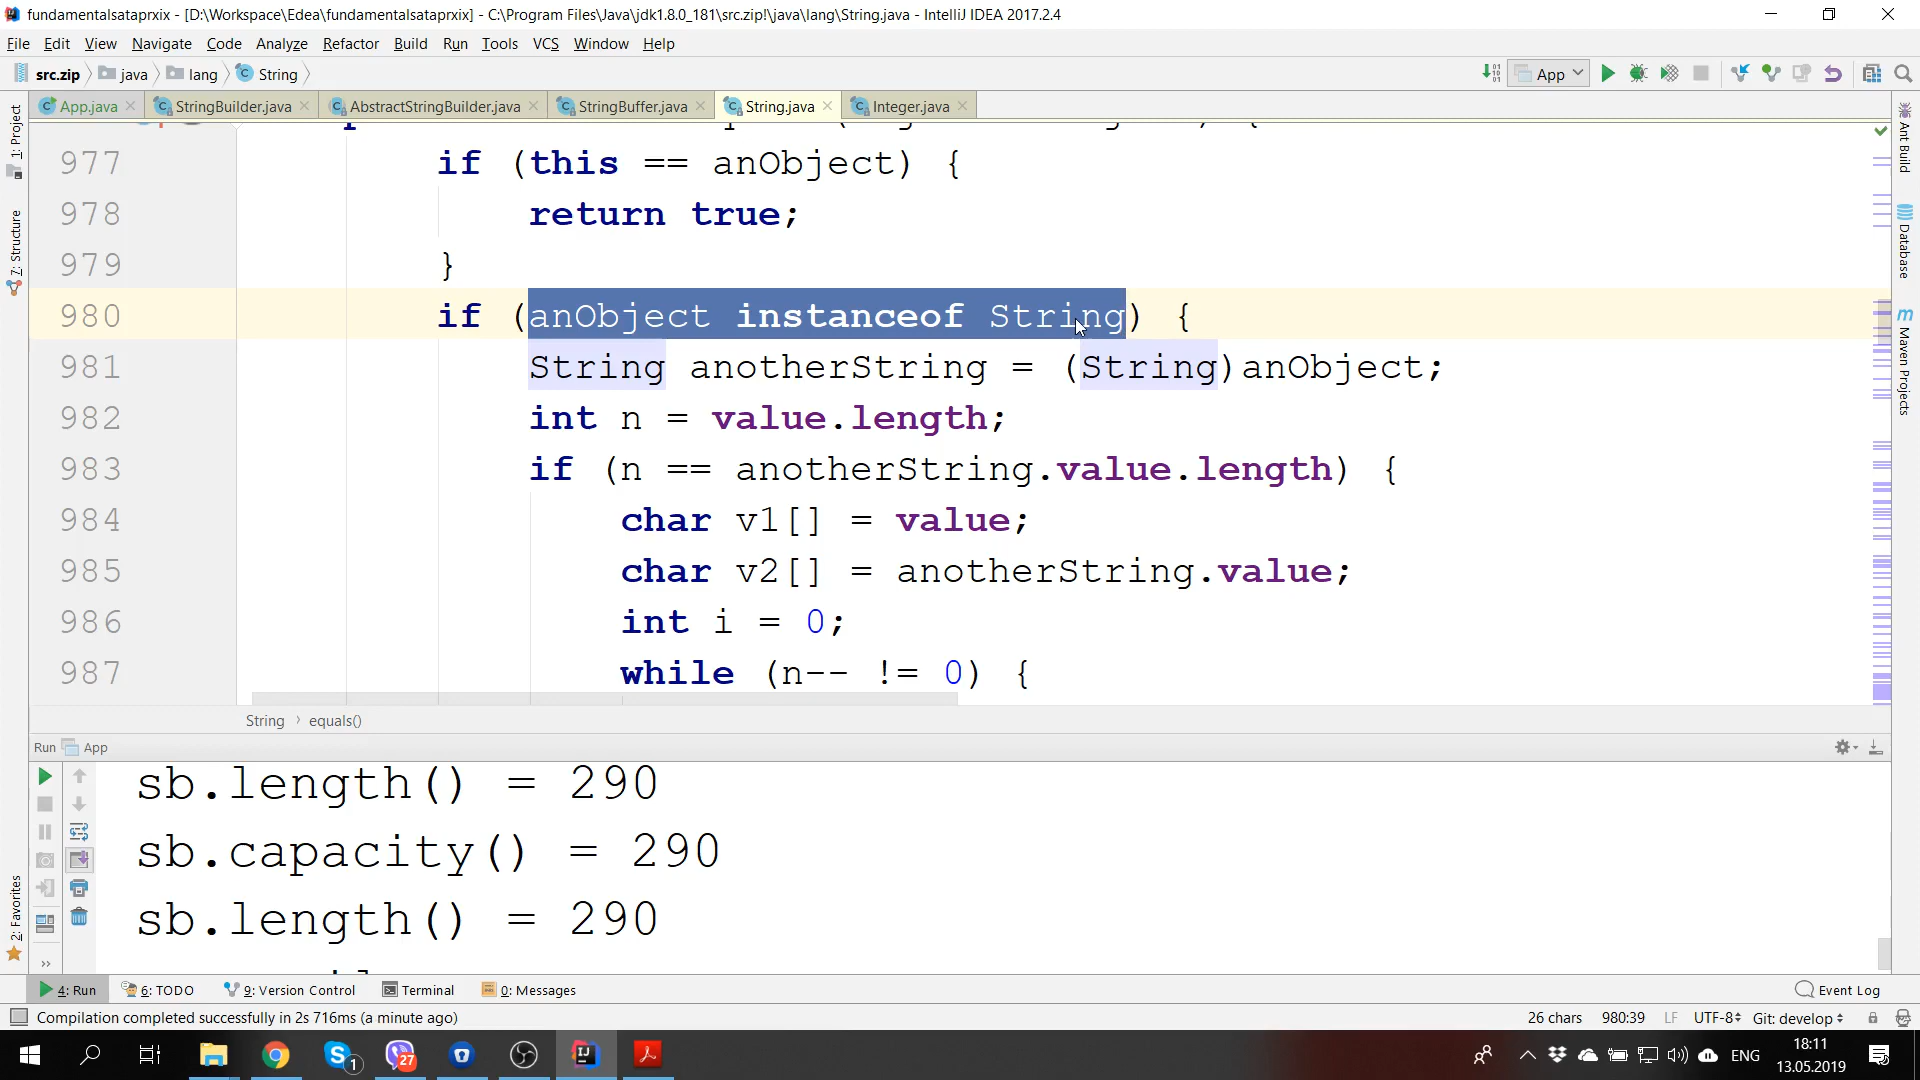 fundamentalsataprxix - [D:\Workspace\Edea\fundamentalsataprxix] - C:\Program Files\Java\jdk1.8.0_181\src.zip!\java\lang\String.java - IntelliJ IDEA 2017.2.4
File Edit View Navigate Code Analyze Refactor Build Run Tools VCS Window Help
src.zip java lang String App
App.java StringBuilder.java AbstractStringBuilder.java StringBuffer.java String.java Integer.java
1: Project
7: Structure
2: Favorites
Ant Build
Database
Maven Projects
977 if (this == anObject) {
978 return true;
979 }
980 if (anObject instanceof String) {
981 String anotherString = (String)anObject;
982 int n = value.length;
983 if (n == anotherString.value.length) {
984 char v1[] = value;
985 char v2[] = anotherString.value;
986 int i = 0;
987 while (n-- != 0) {
String › equals()
Run App
sb.length() = 290
sb.capacity() = 290
sb.length() = 290
4: Run 6: TODO 9: Version Control Terminal 0: Messages Event Log
Compilation completed successfully in 2s 716ms (a minute ago) 26 chars 980:39 LF UTF-8 Git: develop
1 27 ENG 18:11
13.05.2019